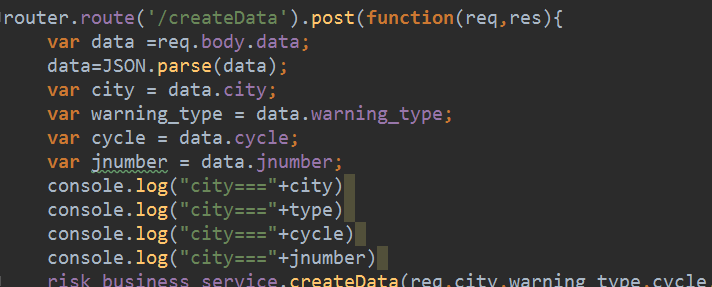 router.route('/createData').post(function(req,res){
var data =req.body.data;
data=JSON.parse(data);
var city = data.city;
var warning_type = data.warning_type;
var cycle = data.cycle;
var jnumber = data.jnumber;
console.log("city==="+city)
console.log("city==="+type)
console.log("city==="+cycle)
console.log("city==="+jnumber)
risk_business_service.createData(req,city,warning_type,cycle